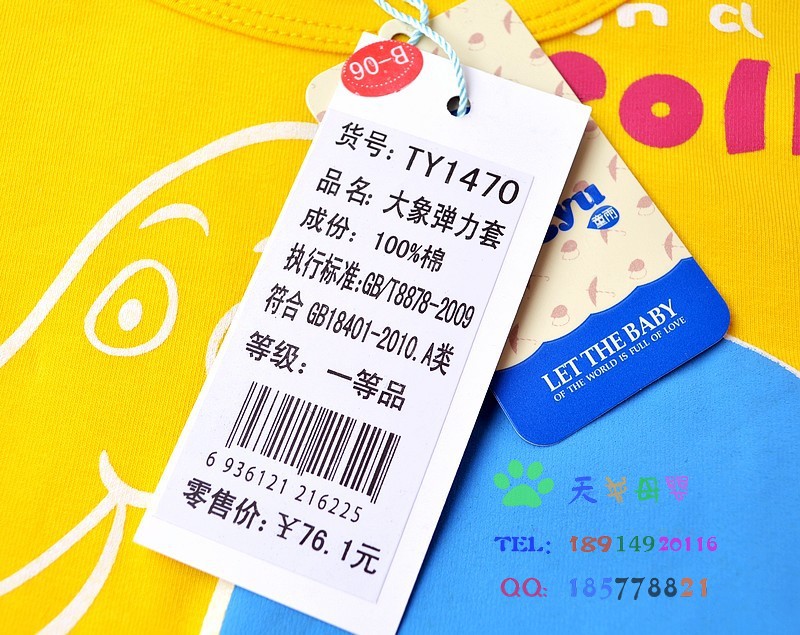 B-06
货号: TY1470
品名: 大象弹力套
成份: 100%棉
执行标准:GB/T8878-2009
符合 GB18401-2010.A类
等级: 一等品
6 936121 216225
零售价: ¥76.1元
LET THE BABY
OF THE WORLD IS FULL OF LOVE
TEL: 18914920116
QQ: 185778821